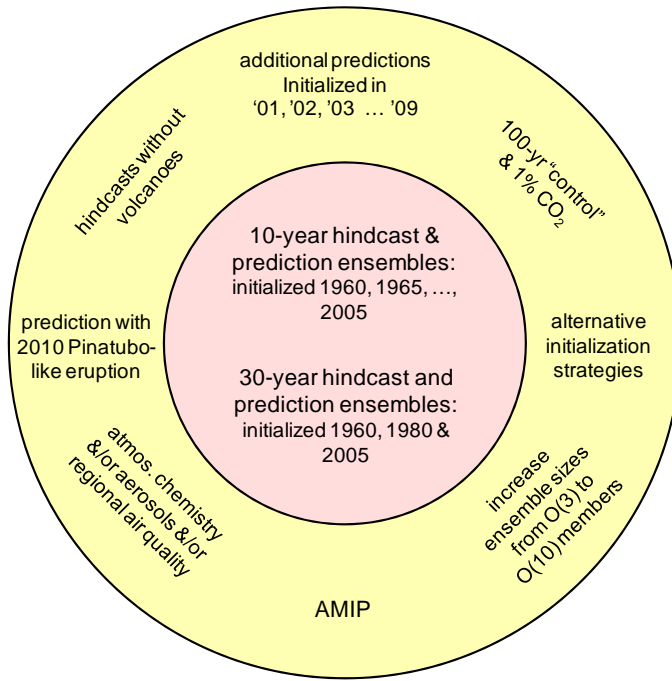 additional predictions
Initialized in
‘01, ’02, ’03 … ’09
hindcasts without
volcanoes
100-yr “control”
& 1% CO₂
10-year hindcast &
prediction ensembles:
initialized 1960, 1965, …,
2005
30-year hindcast and
prediction ensembles:
initialized 1960, 1980 &
2005
prediction with
2010 Pinatubo-
like eruption
alternative
initialization
strategies
atmos. chemistry
&/or aerosols &/or
regional air quality
increase
ensemble sizes
from O(3) to
O(10) members
AMIP